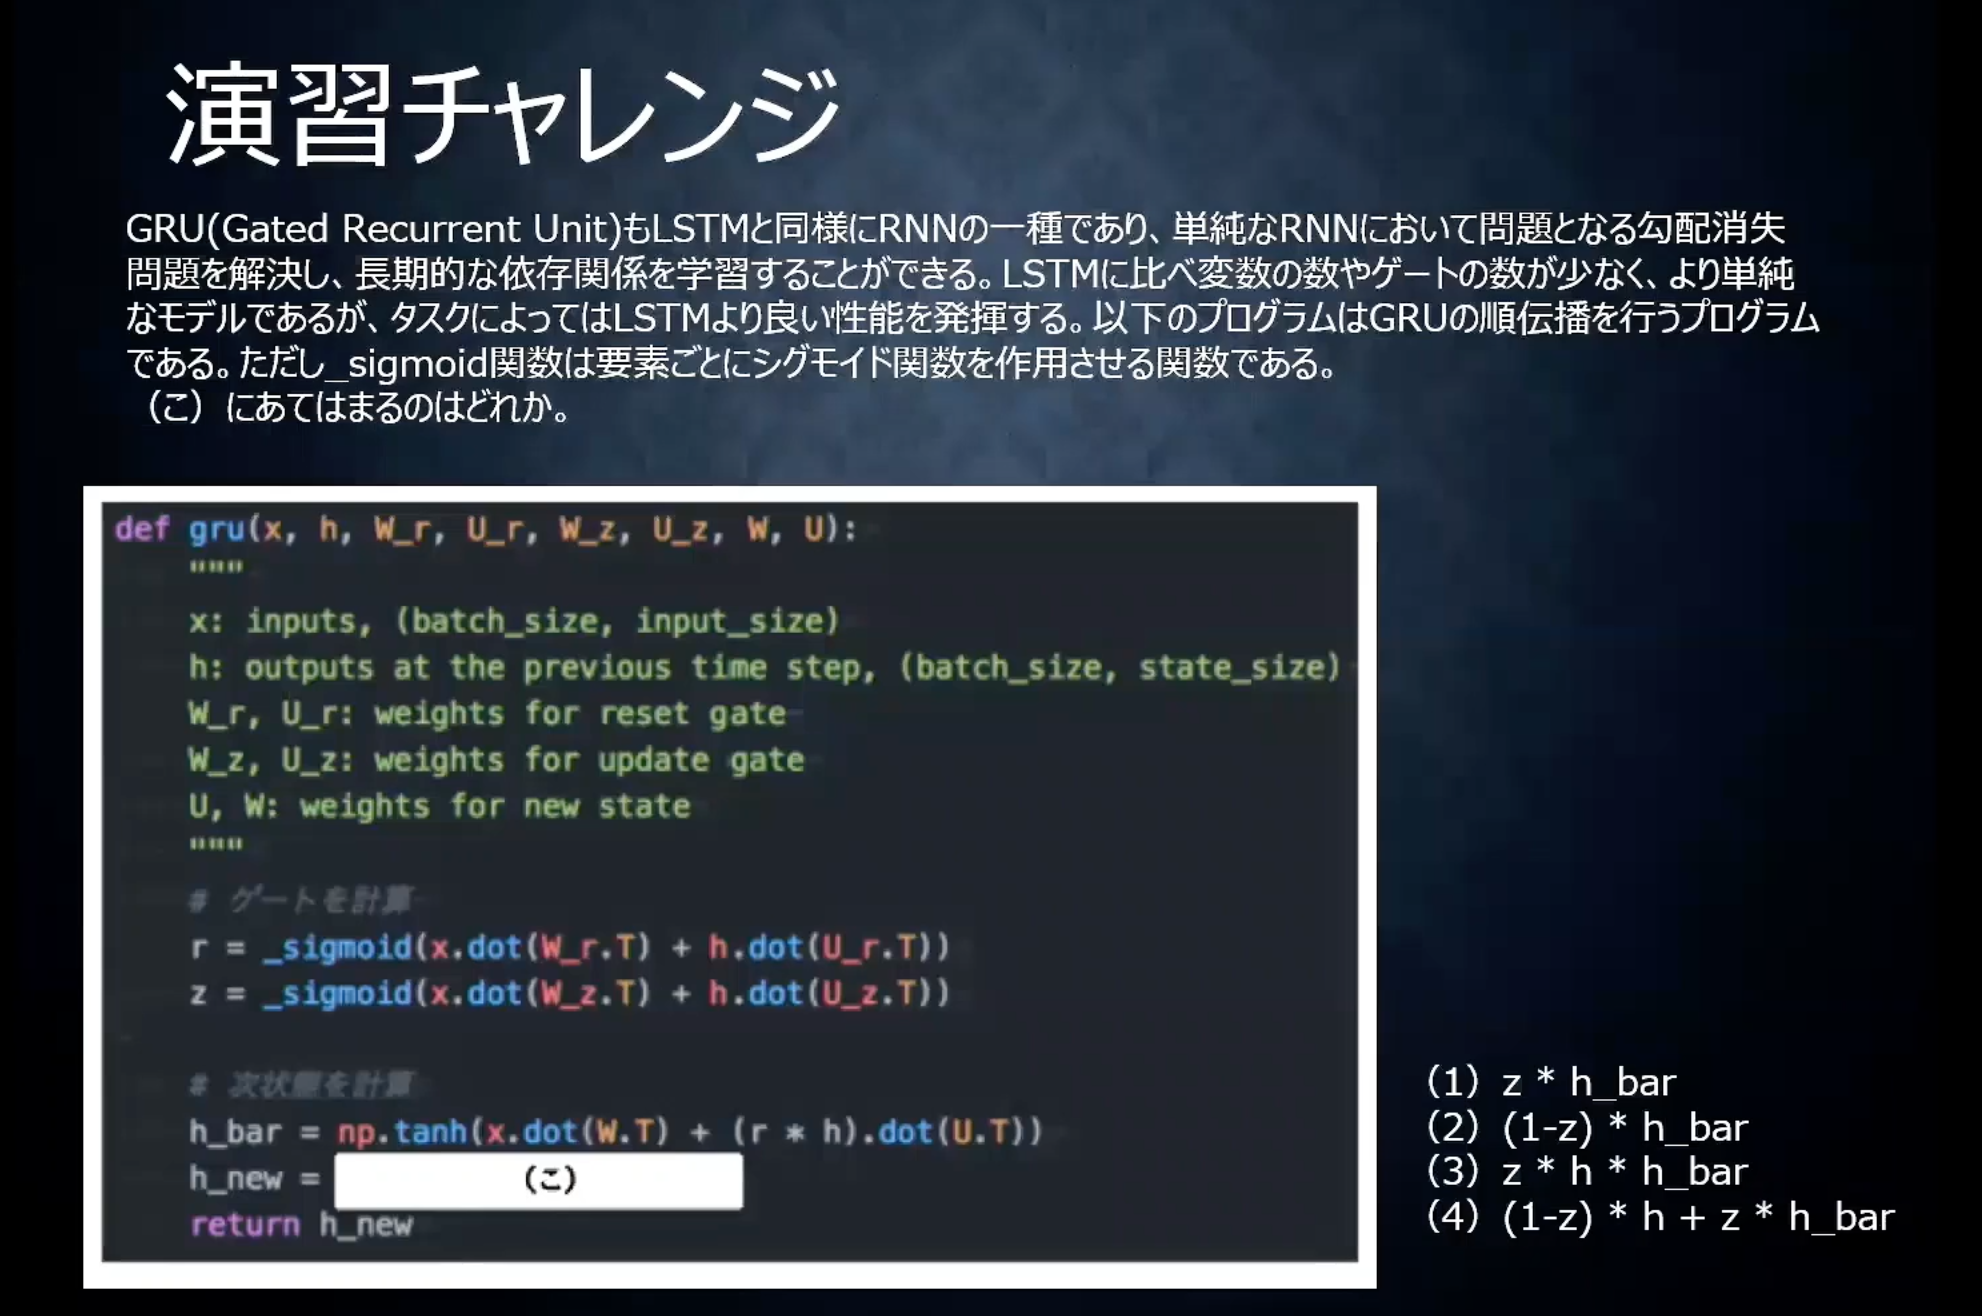 演習チャレンジ
GRU(Gated Recurrent Unit)もLSTMと同様にRNNの一種であり、単純なRNNにおいて問題となる勾配消失
問題を解決し、長期的な依存関係を学習することができる。LSTMに比べ変数の数やゲートの数が少なく、より単純
なモデルであるが、タスクによってはLSTMより良い性能を発揮する。以下のプログラムはGRUの順伝播を行うプログラム
である。ただし_sigmoid関数は要素ごとにシグモイド関数を作用させる関数である。
（こ）にあてはまるのはどれか。
def gru(x, h, W_r, U_r, W_z, U_z, W, U):
"""
x: inputs, (batch_size, input_size)
h: outputs at the previous time step, (batch_size, state_size)
W_r, U_r: weights for reset gate
W_z, U_z: weights for update gate
U, W: weights for new state
"""
# ゲートを計算
r = _sigmoid(x.dot(W_r.T) + h.dot(U_r.T))
z = _sigmoid(x.dot(W_z.T) + h.dot(U_z.T))
# 次状態を計算
h_bar = np.tanh(x.dot(W.T) + (r * h).dot(U.T))
h_new = （こ）
return h_new
（1）z * h_bar
（2）(1-z) * h_bar
（3）z * h * h_bar
（4）(1-z) * h + z * h_bar